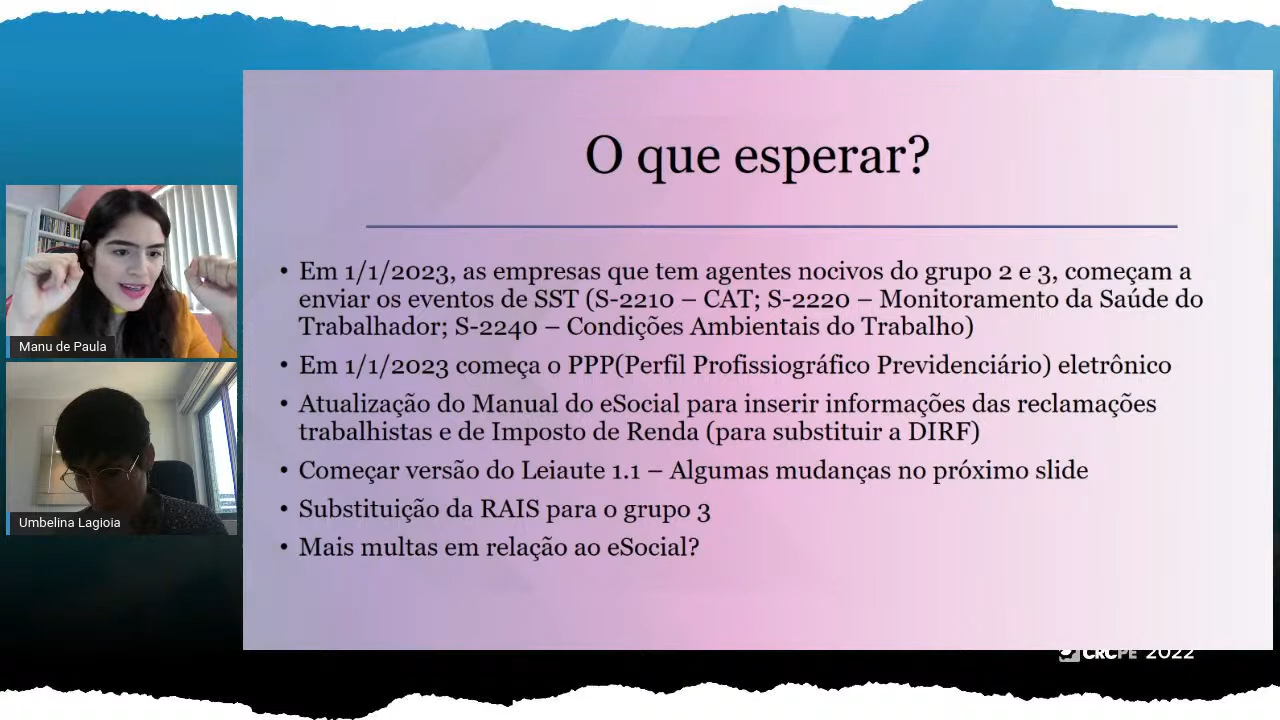 O que esperar?
• Em 1/1/2023, as empresas que tem agentes nocivos do grupo 2 e 3, começam a
enviar os eventos de SST (S-2210 – CAT; S-2220 – Monitoramento da Saúde do
Trabalhador; S-2240 – Condições Ambientais do Trabalho)
• Em 1/1/2023 começa o PPP(Perfil Profissiográfico Previdenciário) eletrônico
• Atualização do Manual do eSocial para inserir informações das reclamações
trabalhistas e de Imposto de Renda (para substituir a DIRF)
• Começar versão do Leiaute 1.1 – Algumas mudanças no próximo slide
• Substituição da RAIS para o grupo 3
• Mais multas em relação ao eSocial?
Manu de Paula
Umbelina Lagioia
CRCPE 2022